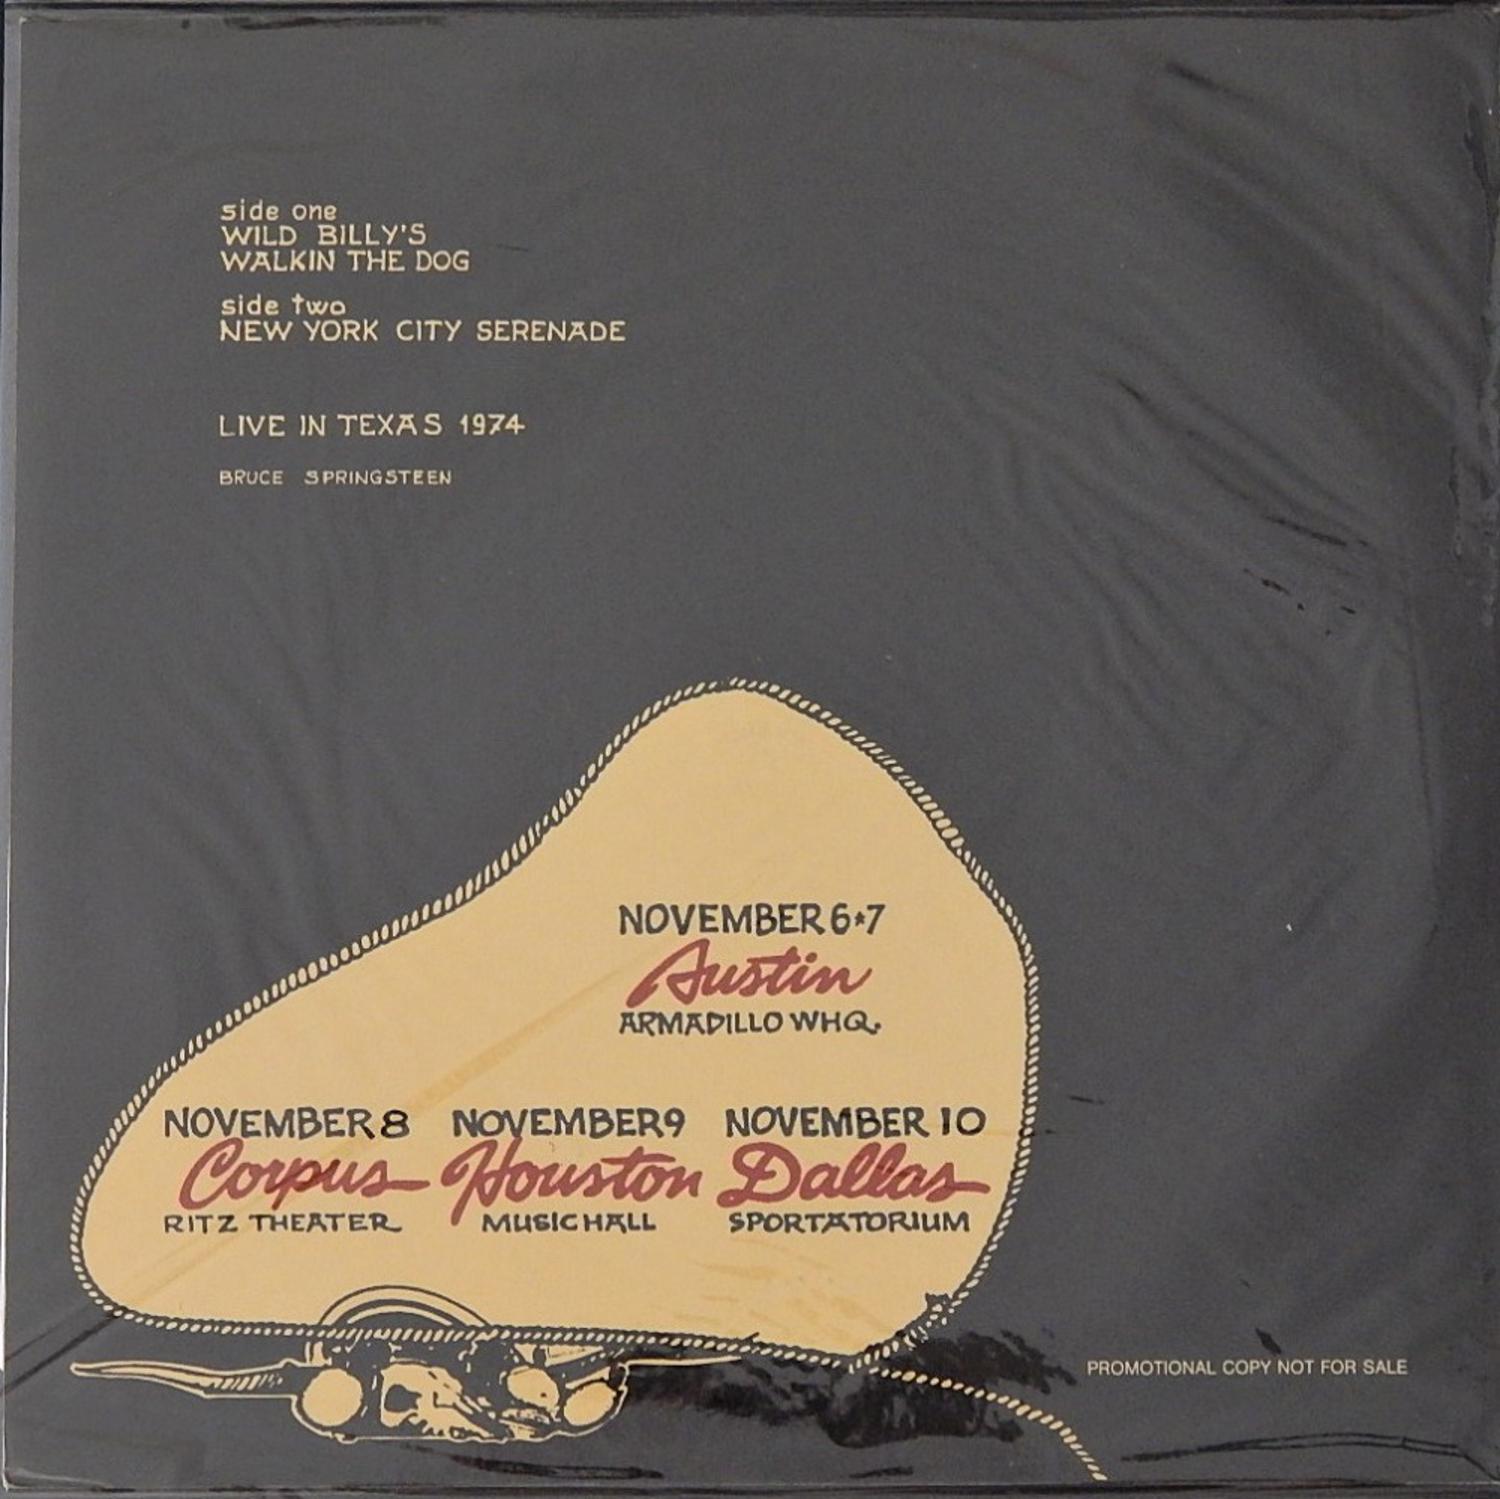 side one
WILD BILLY'S
WALKIN THE DOG
side two
NEW YORK CITY SERENADE
LIVE IN TEXAS 1974
BRUCE SPRINGSTEEN
NOVEMBER 6*7
Austin
ARMADILLO WHQ.
NOVEMBER 8 NOVEMBER 9 NOVEMBER 10
Corpus Houston Dallas
RITZ THEATER MUSIC HALL SPORTATORIUM
PROMOTIONAL COPY NOT FOR SALE